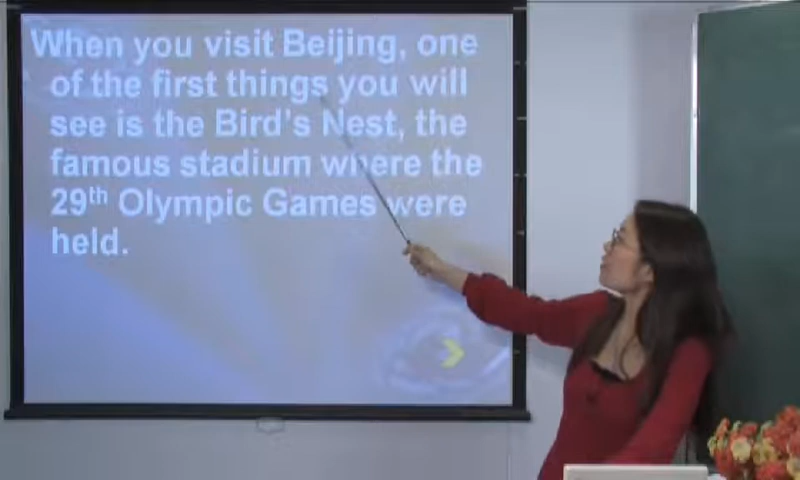 When you visit Beijing, one
of the first things you will
see is the Bird's Nest, the
famous stadium where the
29th Olympic Games were
held.